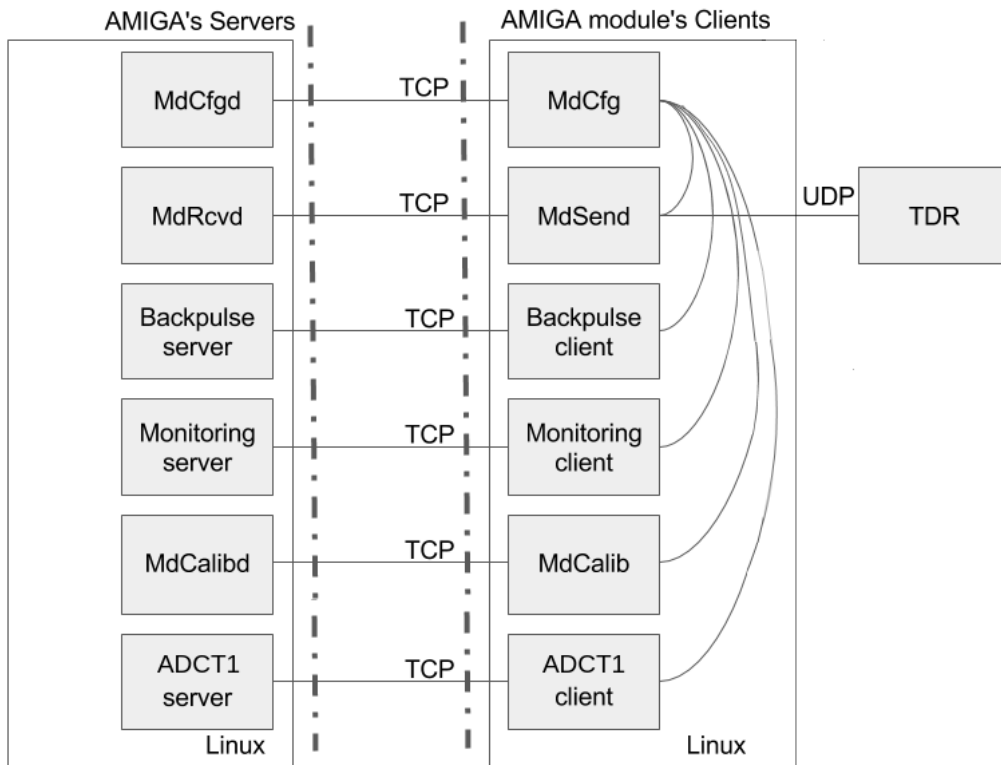 AMIGA's Servers
AMIGA module's Clients
MdCfgd
TCP
MdCfg
MdRcvd
TCP
MdSend
UDP
TDR
Backpulse
server
TCP
Backpulse
client
Monitoring
server
TCP
Monitoring
client
MdCalibd
TCP
MdCalib
ADCT1
server
TCP
ADCT1
client
Linux
Linux